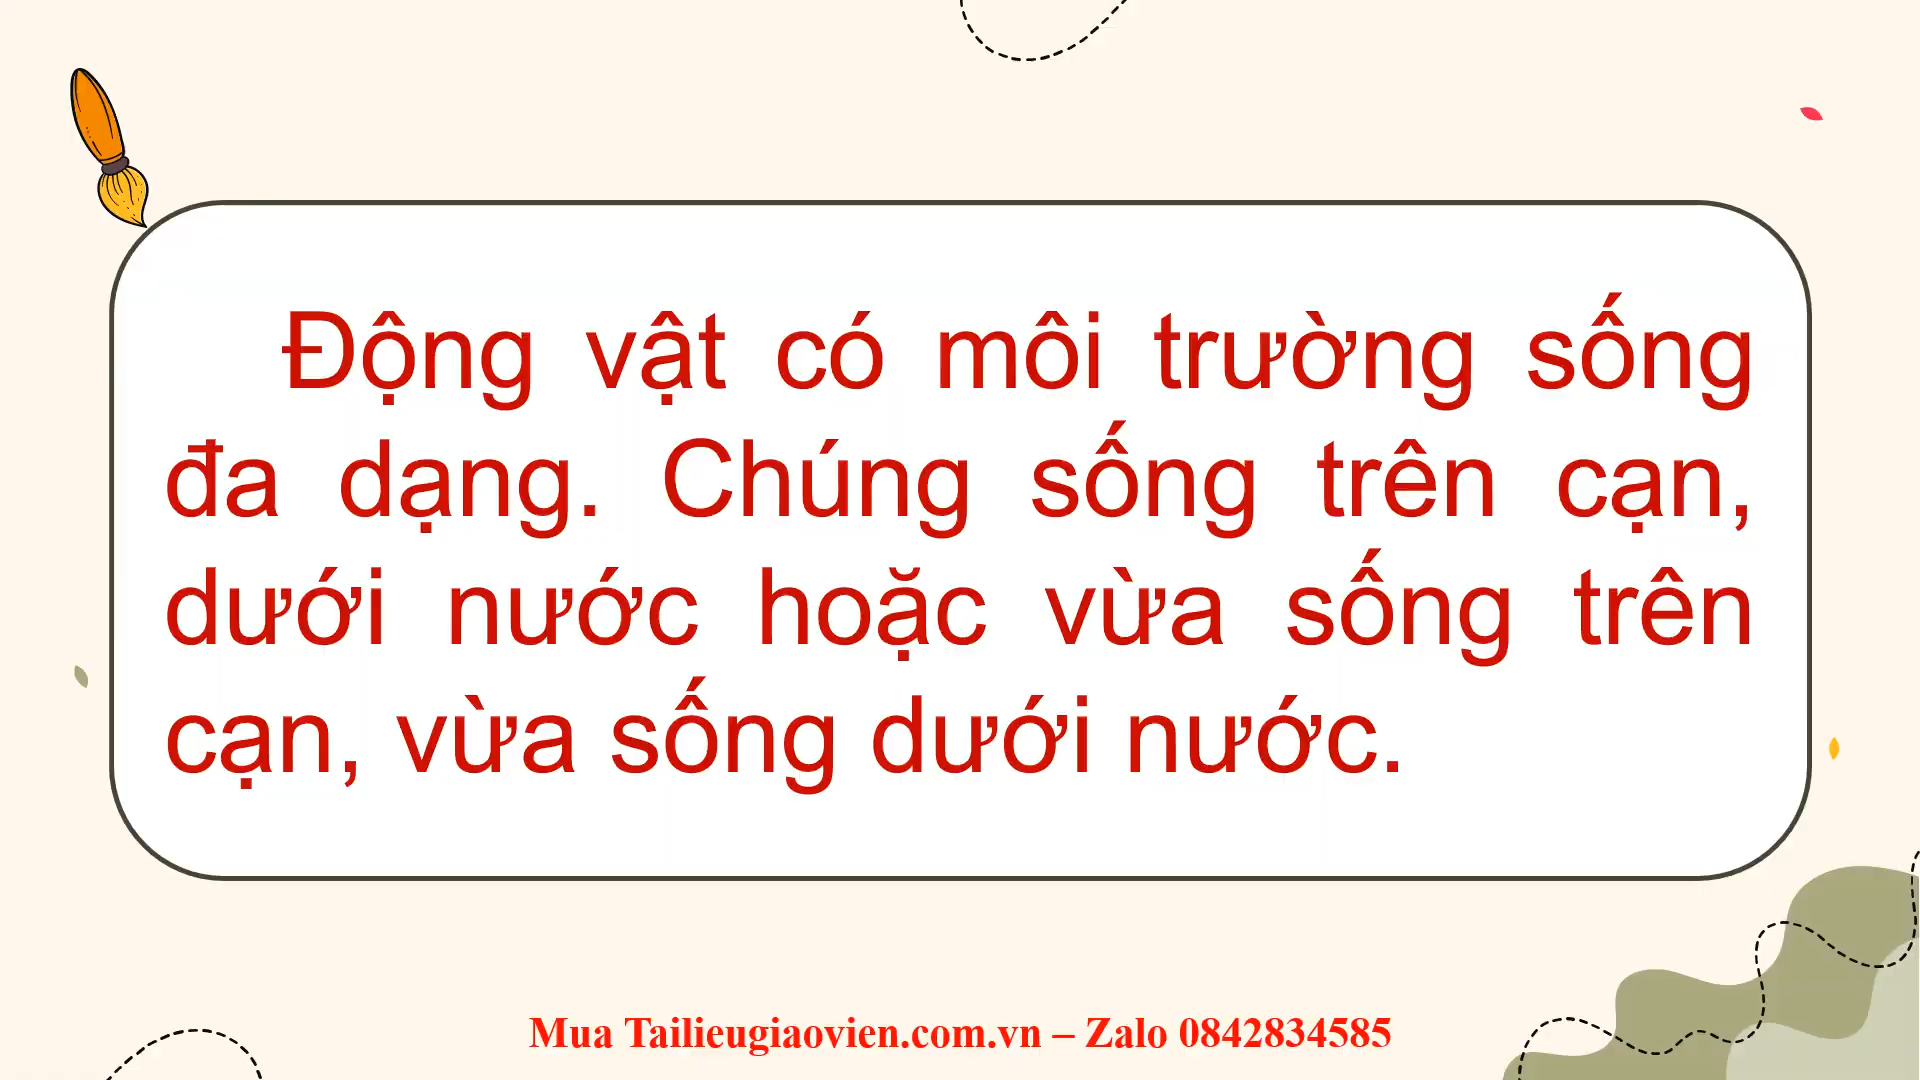 Động vật có môi trường sống
đa dạng. Chúng sống trên cạn,
dưới nước hoặc vừa sống trên
cạn, vừa sống dưới nước.
Mua Tailieugiaovien.com.vn – Zalo 0842834585